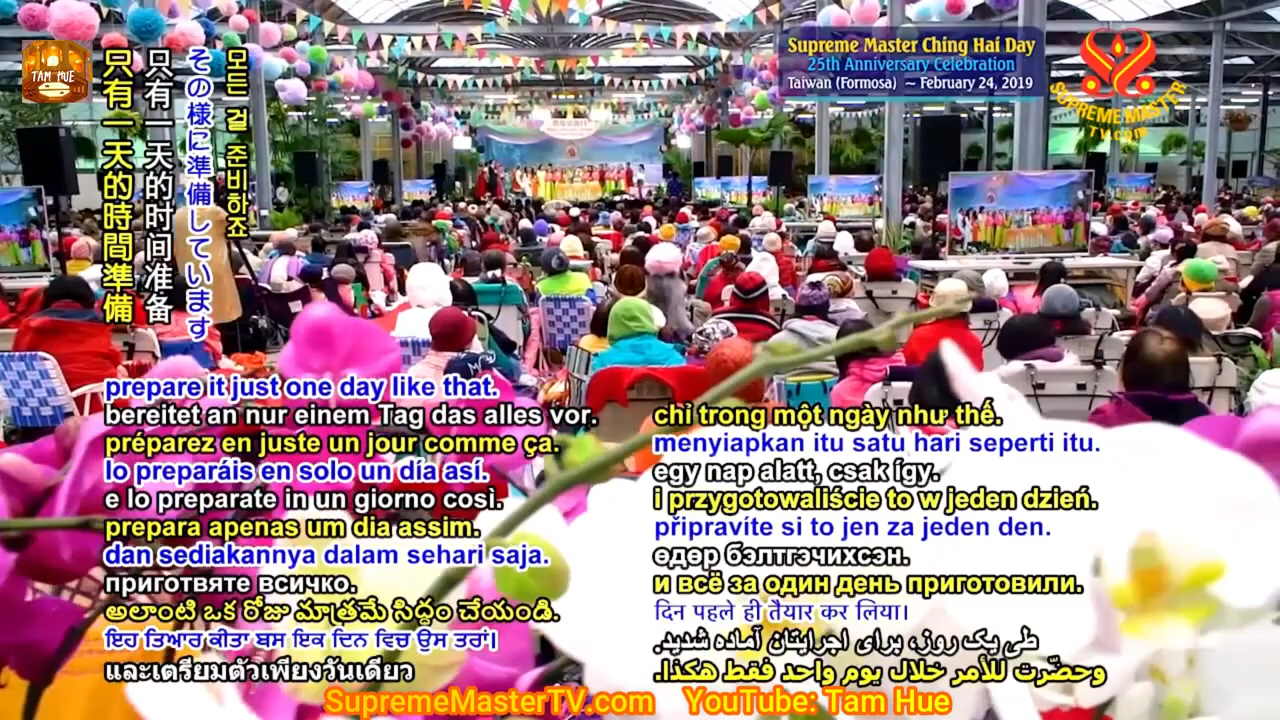 TAM HUE
Supreme Master Ching Hai Day
25th Anniversary Celebration
Taiwan (Formosa) ~ February 24, 2019
SUPREME MASTER
TV.com
모든 걸 준비하죠
その様に準備しています
只有一天的时间准备
只有一天的時間準備
prepare it just one day like that.
bereitet an nur einem Tag das alles vor.
préparez en juste un jour comme ça.
lo preparáis en solo un día así.
e lo preparate in un giorno così.
prepara apenas um dia assim.
dan sediakannya dalam sehari saja.
приготвяте всичко.
అలాంటి ఒక రోజు మాత్రమే సిద్ధం చేయండి.
ਇਹ ਤਿਆਰ ਕੀਤਾ ਬਸ ਇਕ ਦਿਨ ਵਿਚ ਉਸ ਤਰਾਂ।
และเตรียมตัวเพียงวันเดียว
chỉ trong một ngày như thế.
menyiapkan itu satu hari seperti itu.
egy nap alatt, csak így.
i przygotowaliście to w jeden dzień.
připravíte si to jen za jeden den.
өдөр бэлтгэчихсэн.
и всё за один день приготовили.
दिन पहले ही तैयार कर लिया।
طی یک روز، برای اجرایتان آماده شدید.
وحضّرت للأمر خلال يوم واحد فقط هكذا.
SupremeMasterTV.com YouTube: Tam Hue